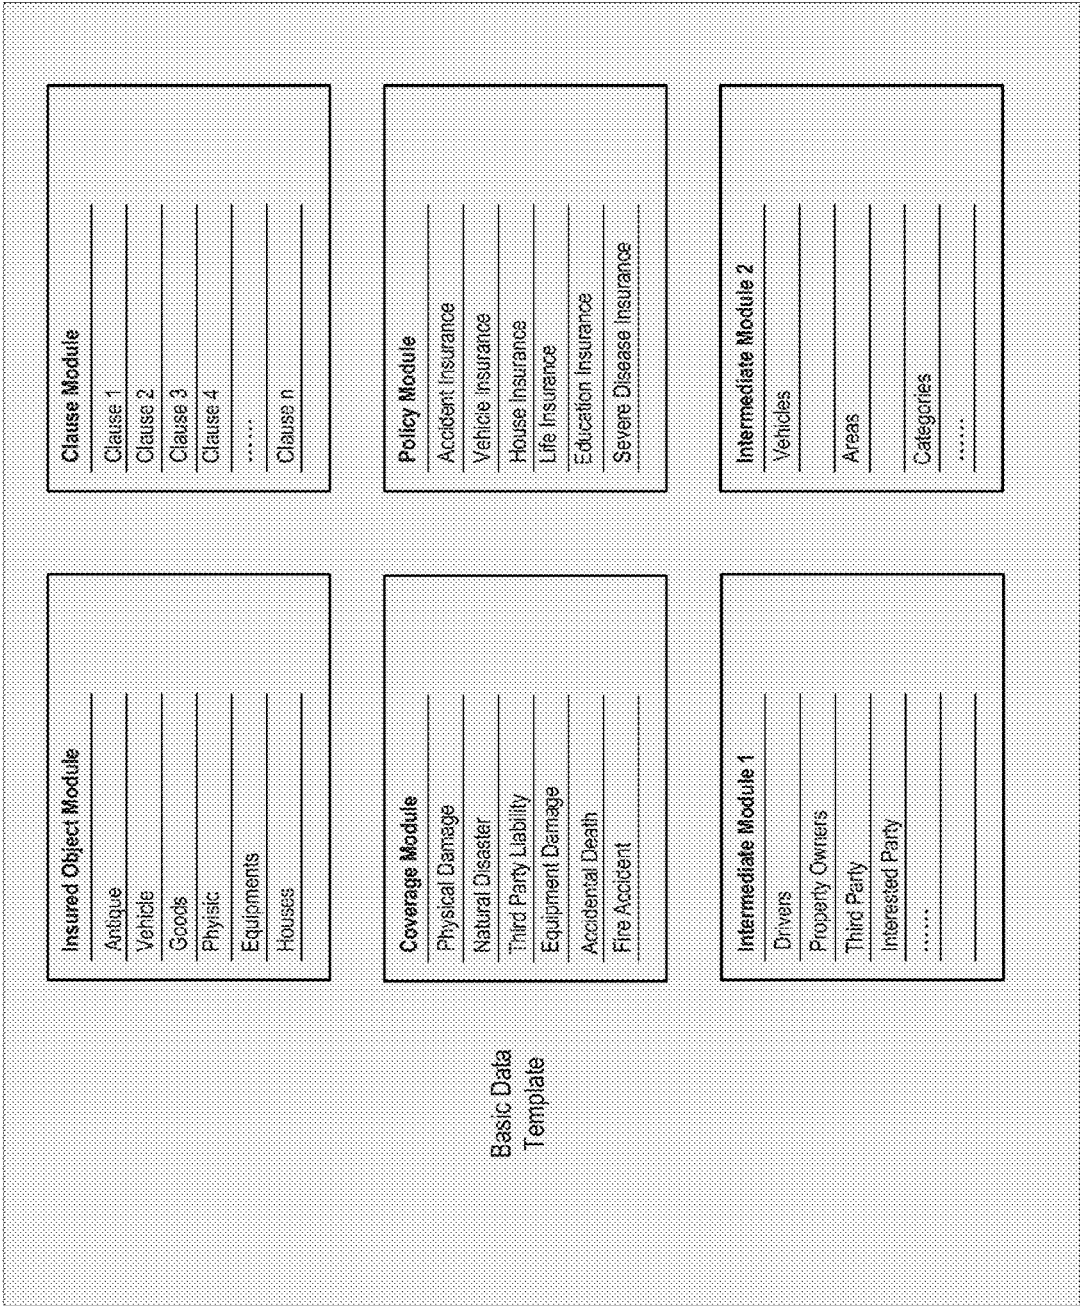 Basic Data
Template
Insured Object Module
Antique
Vehicle
Goods
Phyisic
Equipments
Houses
Coverage Module
Physical Damage
Natural Disaster
Third Party Liability
Equipment Damage
Accidental Death
Fire Accident
Intermediate Module 1
Drivers
Property Owners
Third Party
Interested Party
......
Clause Module
Clause 1
Clause 2
Clause 3
Clause 4
......
Clause n
Policy Module
Accident Insurance
Vehicle Insurance
House Insurance
Life Insurance
Education Insurance
Severe Disease Insurance
Intermediate Module 2
Vehicles
Areas
Categories
......